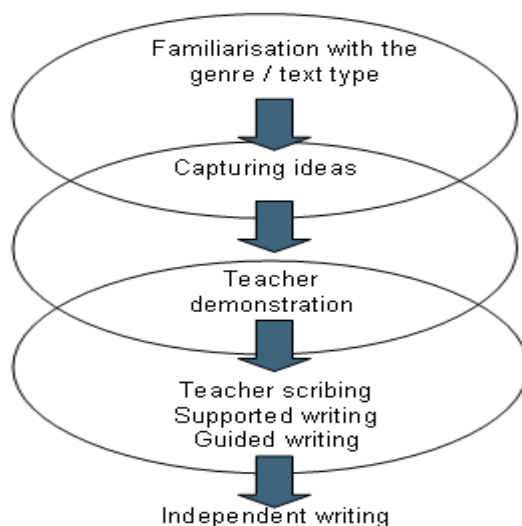 Familiarisation with the
genre / text type
Capturing ideas
Teacher
demonstration
Teacher scribing
Supported writing
Guided writing
Independent writing